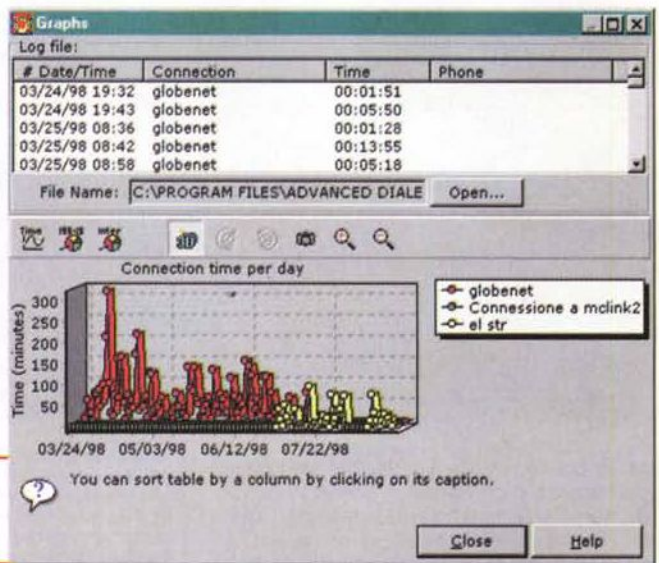 Graphs
Log file:
# Date/Time Connection Time Phone
03/24/98 19:32 globenet 00:01:51
03/24/98 19:43 globenet 00:05:50
03/25/98 08:36 globenet 00:01:28
03/25/98 08:42 globenet 00:13:55
03/25/98 08:58 globenet 00:05:18
File Name: C:\PROGRAM FILES\ADVANCED DIALE Open...
Time
3D
Connection time per day
globenet
Connessione a mclink2
el str
Time (minutes)
300
250
200
150
100
50
03/24/98 05/03/98 06/12/98 07/22/98
You can sort table by a column by clicking on its caption.
Close Help